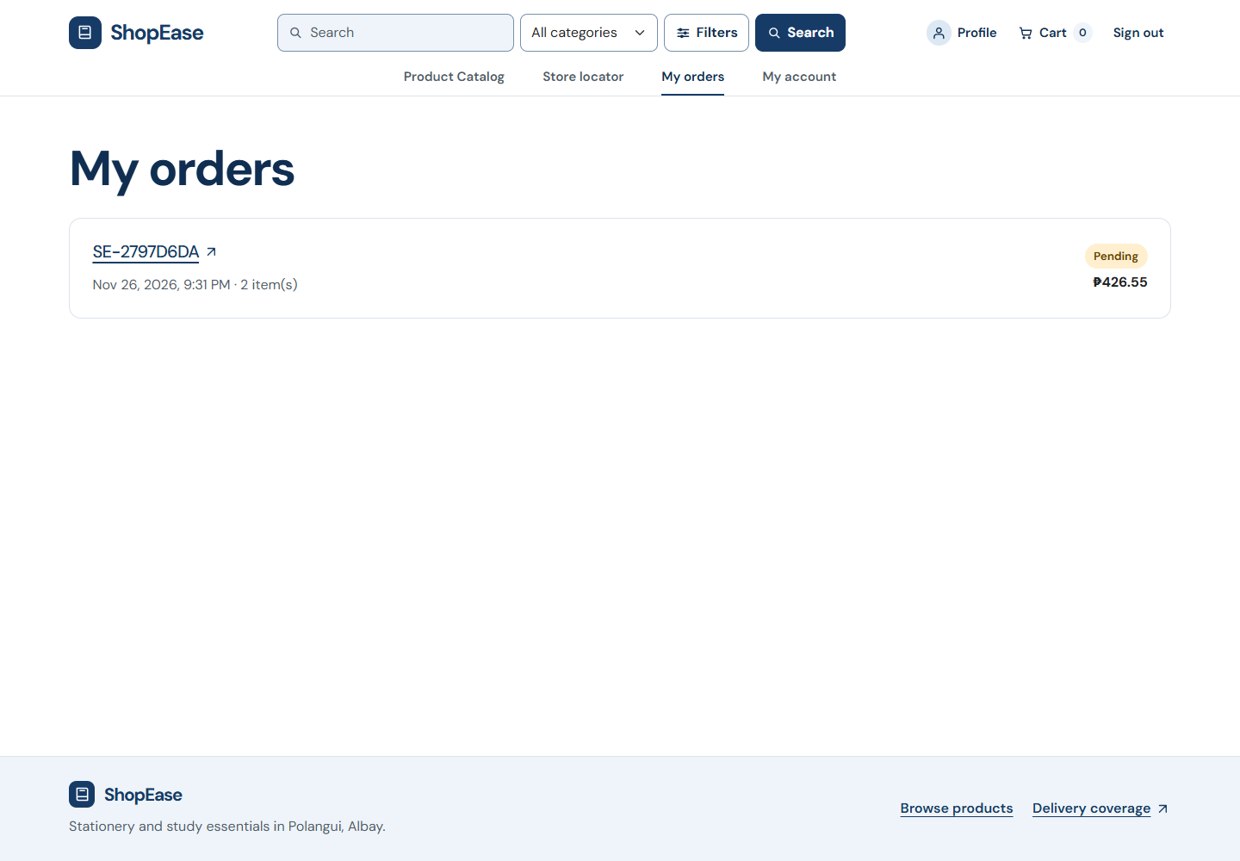 ShopEase
Search
All categories
Filters
Search
Profile
Cart 0
Sign out
Product Catalog
Store locator
My orders
My account
My orders
SE-2797D6DA
Pending
Nov 26, 2026, 9:31 PM · 2 item(s)
₱426.55
ShopEase
Stationery and study essentials in Polangui, Albay.
Browse products
Delivery coverage